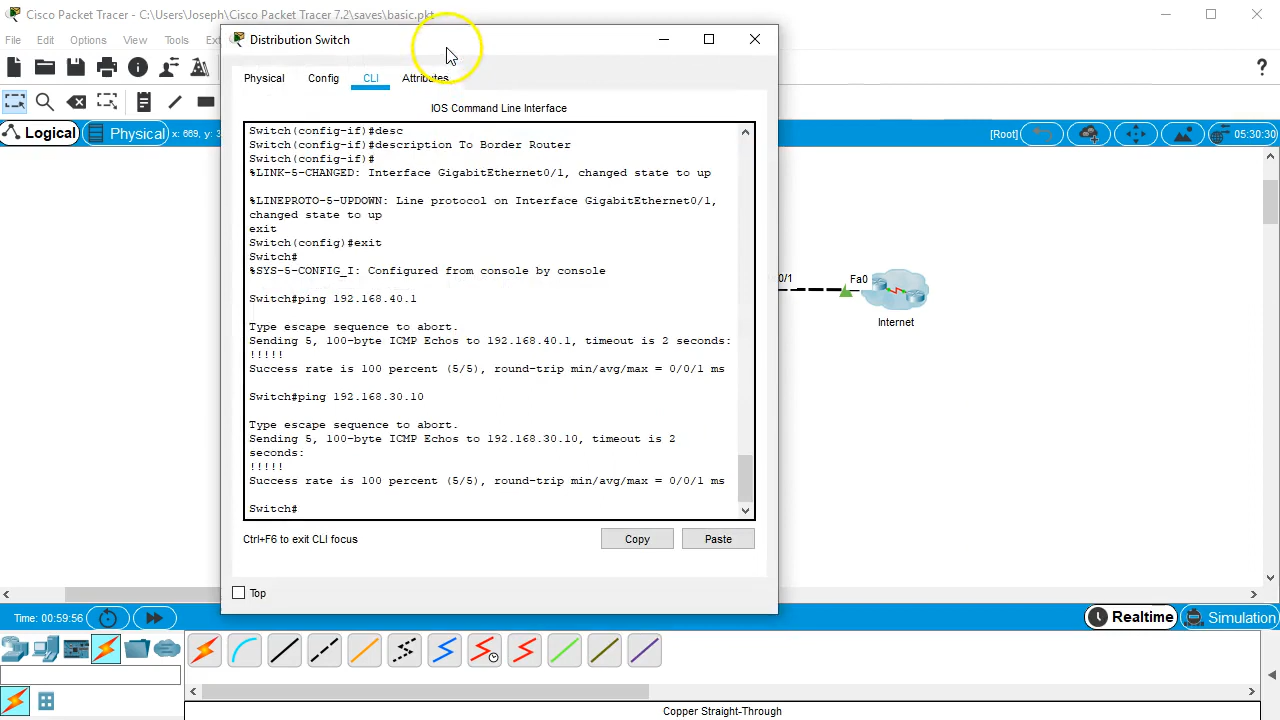 Cisco Packet Tracer - C:\Users\Joseph\Cisco Packet Tracer 7.2\saves\basic.pkt
File Edit Options View Tools
Distribution Switch
Physical Config CLI Attributes
IOS Command Line Interface
Logical Physical x: 669, y: [Root] 05:30:30
Switch(config-if)#desc
Switch(config-if)#description To Border Router
Switch(config-if)#
%LINK-5-CHANGED: Interface GigabitEthernet0/1, changed state to up
%LINEPROTO-5-UPDOWN: Line protocol on Interface GigabitEthernet0/1,
changed state to up
exit
Switch(config)#exit
Switch#
%SYS-5-CONFIG_I: Configured from console by console
Switch#ping 192.168.40.1
Type escape sequence to abort.
Sending 5, 100-byte ICMP Echos to 192.168.40.1, timeout is 2 seconds:
!!!!!
Success rate is 100 percent (5/5), round-trip min/avg/max = 0/0/1 ms
Switch#ping 192.168.30.10
Type escape sequence to abort.
Sending 5, 100-byte ICMP Echos to 192.168.30.10, timeout is 2
seconds:
!!!!!
Success rate is 100 percent (5/5), round-trip min/avg/max = 0/0/1 ms
Switch#
0/1 Fa0
Internet
Ctrl+F6 to exit CLI focus Copy Paste
Top
Time: 00:59:56 Realtime Simulation
Copper Straight-Through